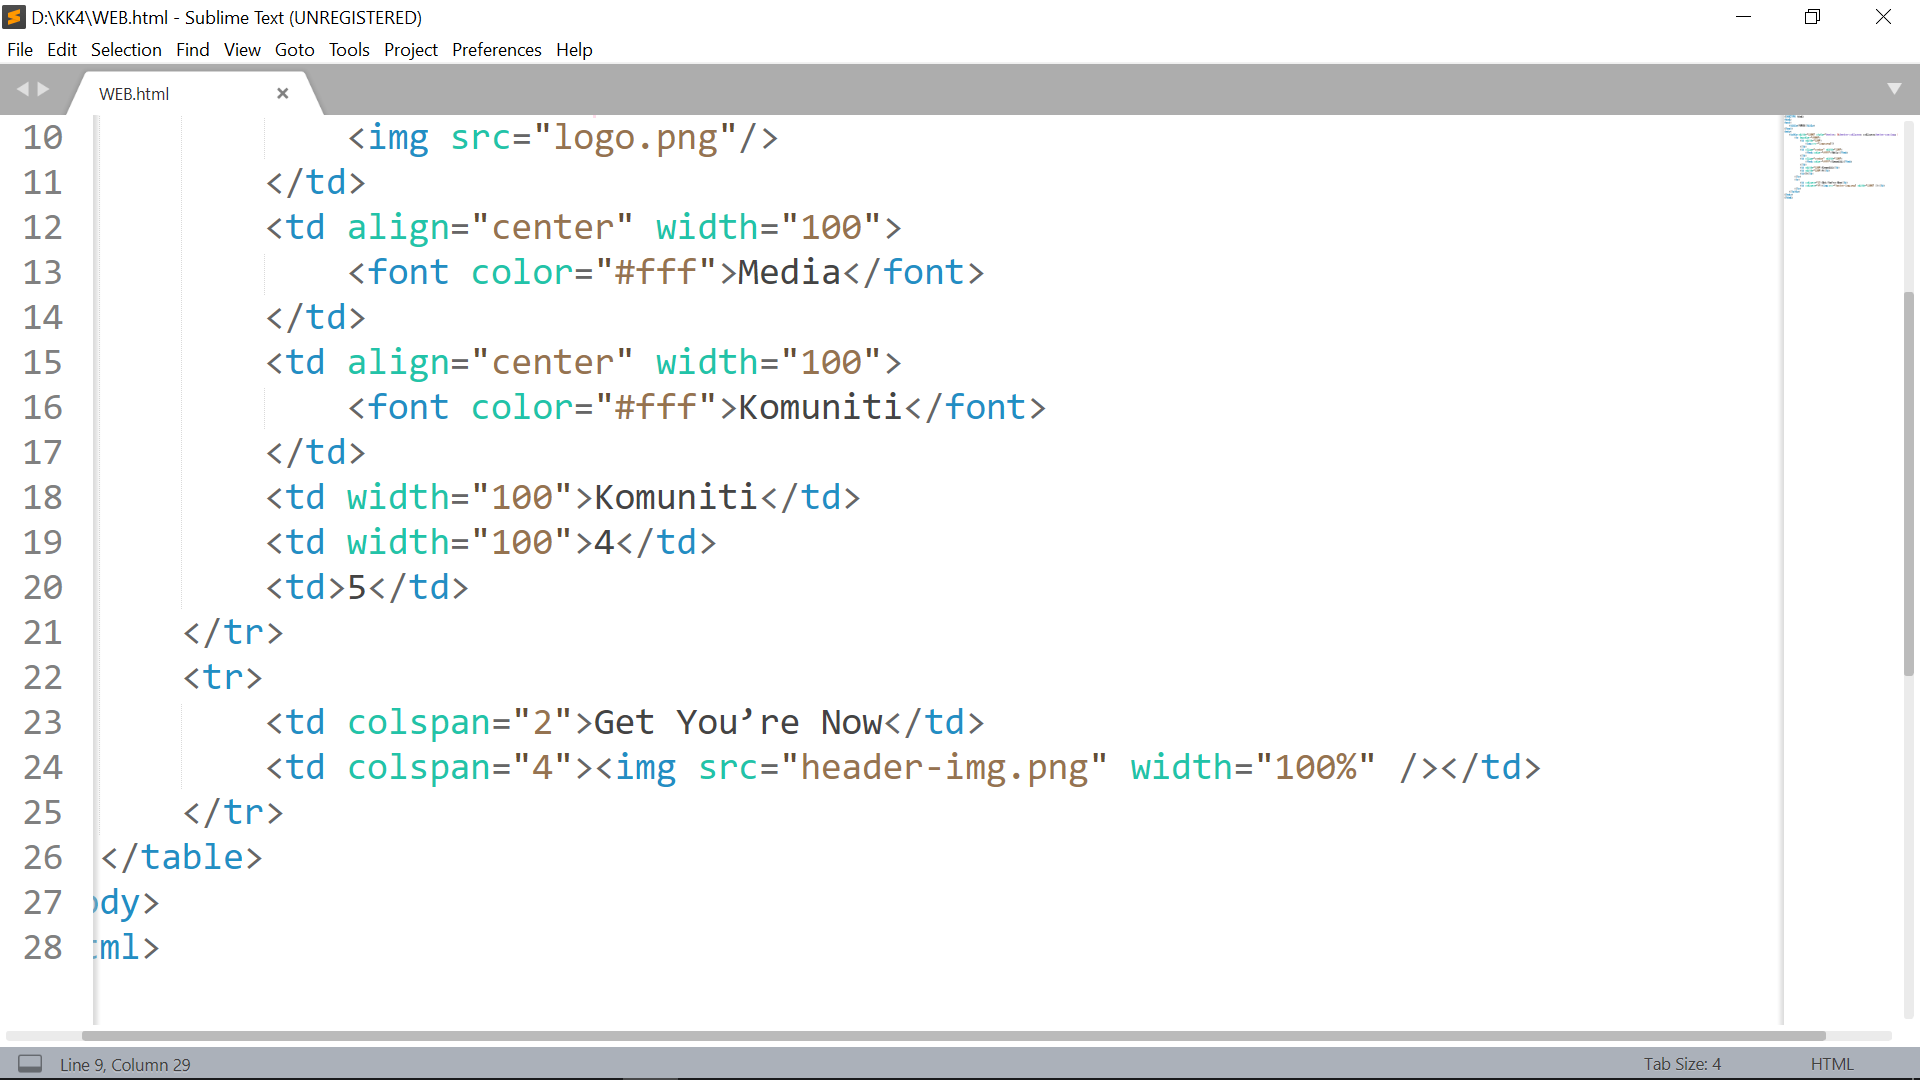 D:\KK4\WEB.html - Sublime Text (UNREGISTERED)
File Edit Selection Find View Goto Tools Project Preferences Help
WEB.html
10 <img src="logo.png"/>
11 </td>
12 <td align="center" width="100">
13 <font color="#fff">Media</font>
14 </td>
15 <td align="center" width="100">
16 <font color="#fff">Komuniti</font>
17 </td>
18 <td width="100">Komuniti</td>
19 <td width="100">4</td>
20 <td>5</td>
21 </tr>
22 <tr>
23 <td colspan="2">Get You’re Now</td>
24 <td colspan="4"><img src="header-img.png" width="100%" /></td>
25 </tr>
26 </table>
27 ody>
28 tml>
Line 9, Column 29
Tab Size: 4
HTML